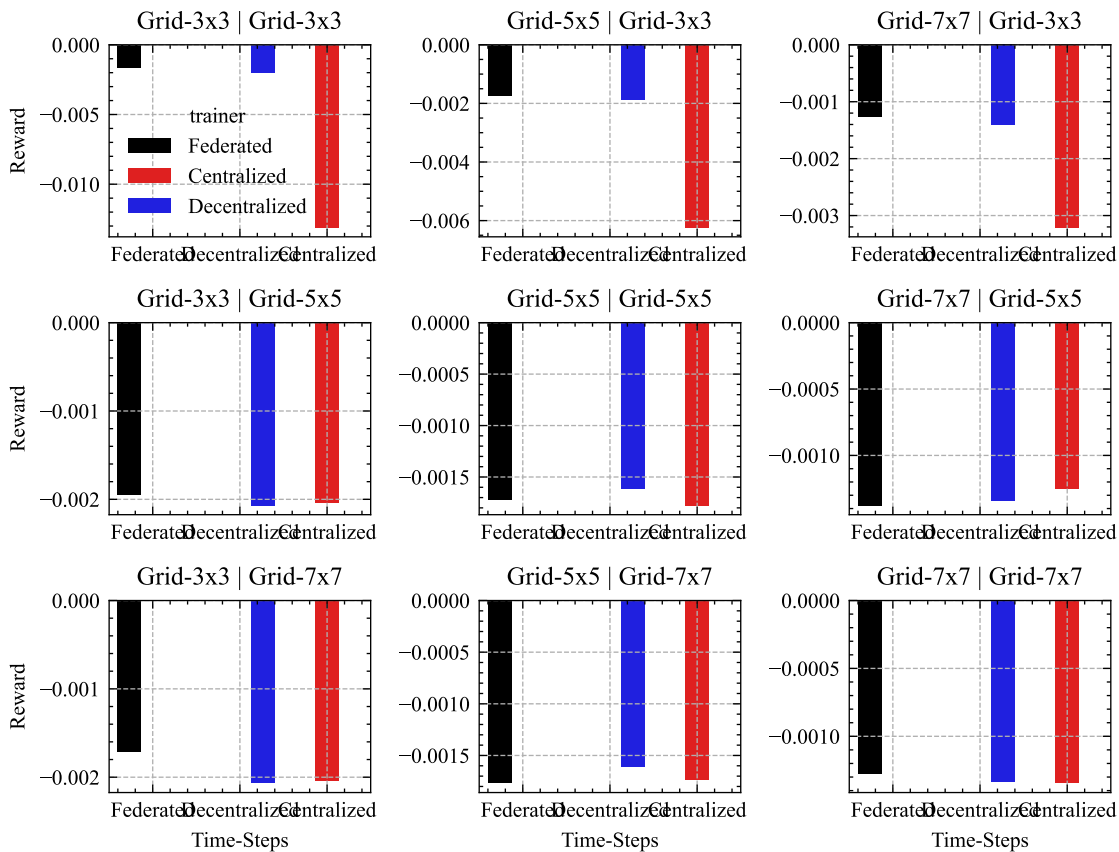 Grid-3x3 | Grid-3x3
Grid-5x5 | Grid-3x3
Grid-7x7 | Grid-3x3
0.000
−0.005
−0.010
Reward
trainer
Federated
Centralized
Decentralized
Federated Decentralized Centralized
0.000
−0.002
−0.004
−0.006
Federated Decentralized Centralized
0.000
−0.001
−0.002
−0.003
Federated Decentralized Centralized
Grid-3x3 | Grid-5x5
Grid-5x5 | Grid-5x5
Grid-7x7 | Grid-5x5
0.000
−0.001
−0.002
Reward
Federated Decentralized Centralized
0.0000
−0.0005
−0.0010
−0.0015
Federated Decentralized Centralized
0.0000
−0.0005
−0.0010
Federated Decentralized Centralized
Grid-3x3 | Grid-7x7
Grid-5x5 | Grid-7x7
Grid-7x7 | Grid-7x7
0.000
−0.001
−0.002
Reward
Federated Decentralized Centralized
Time-Steps
0.0000
−0.0005
−0.0010
−0.0015
Federated Decentralized Centralized
Time-Steps
0.0000
−0.0005
−0.0010
Federated Decentralized Centralized
Time-Steps